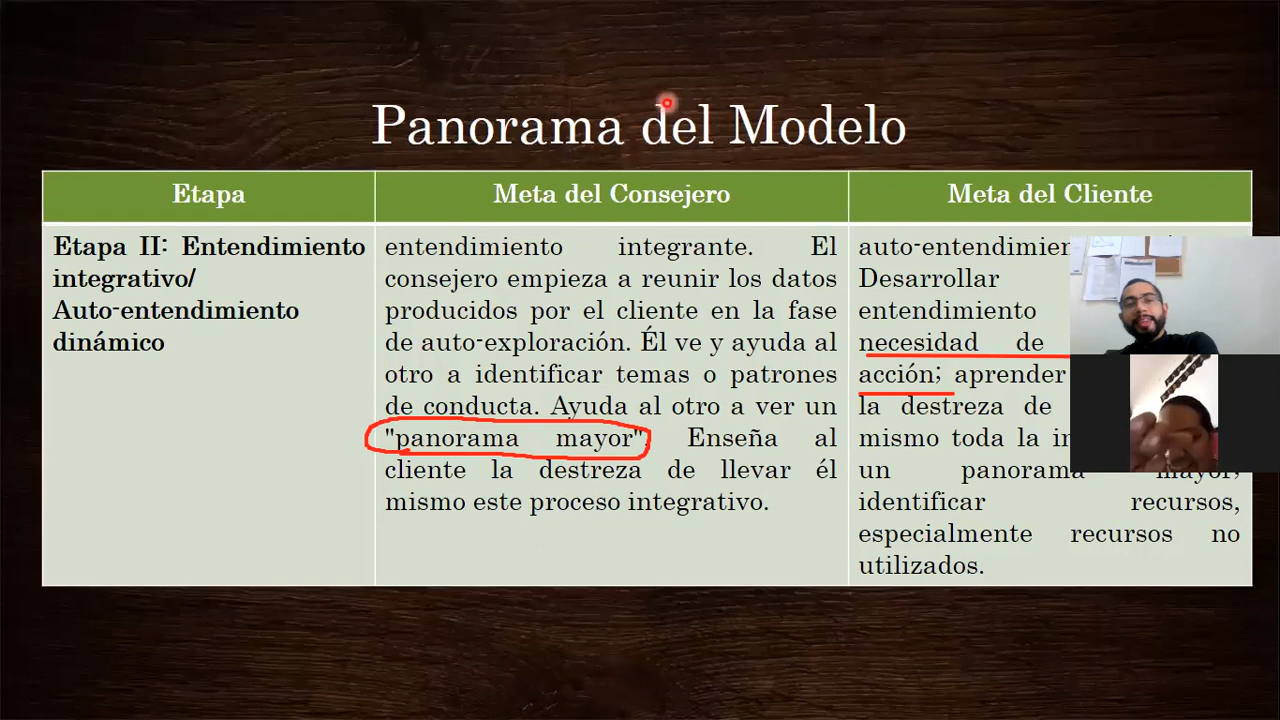 Panorama del Modelo
Etapa
Meta del Consejero
Meta del Cliente
Etapa II: Entendimiento
integrativo/
Auto-entendimiento
dinámico
entendimiento integrante. El
consejero empieza a reunir los datos
producidos por el cliente en la fase
de auto-exploración. Él ve y ayuda al
otro a identificar temas o patrones
de conducta. Ayuda al otro a ver un
"panorama mayor". Enseña al
cliente la destreza de llevar él
mismo este proceso integrativo.
Desarrollar
entendimiento
necesidad de
acción; aprender
la destreza de
mismo toda la
un panorama mayor;
identificar recursos,
especialmente recursos no
utilizados.